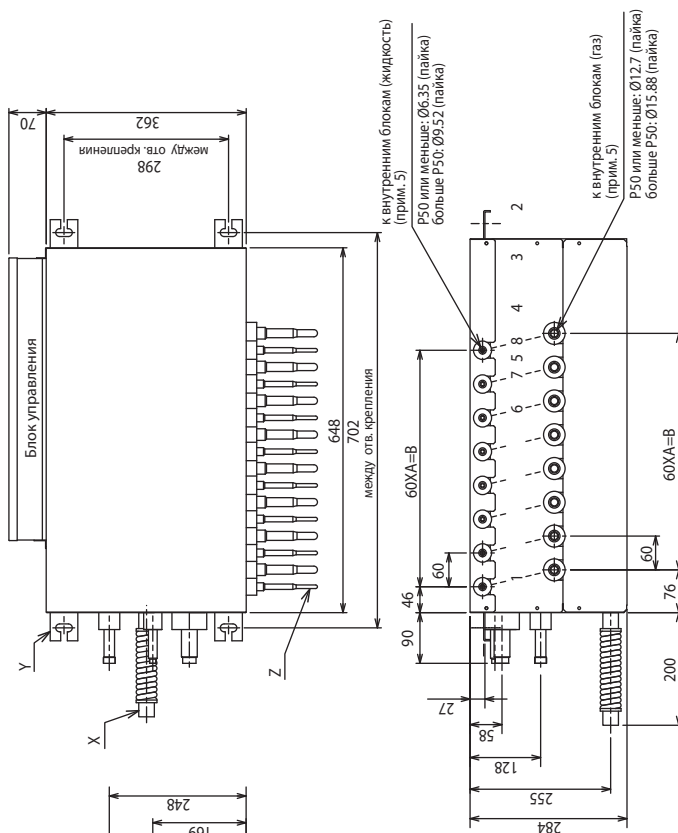 70
362
298
между отв. крепления
Блок управления
Y
X
Z
648
702
между отв. крепления
248
169
к внутренним блокам (жидкость)
(прим. 5)
P50 или меньше: Ø6.35 (пайка)
больше P50: Ø9.52 (пайка)
2
3
4
8
5
7
6
1
к внутренним блокам (газ)
(прим. 5)
P50 или меньше: Ø12.7 (пайка)
больше P50: Ø15.88 (пайка)
60XA=B
60
46
90
27
58
128
255
284
60XA=B
60
76
200